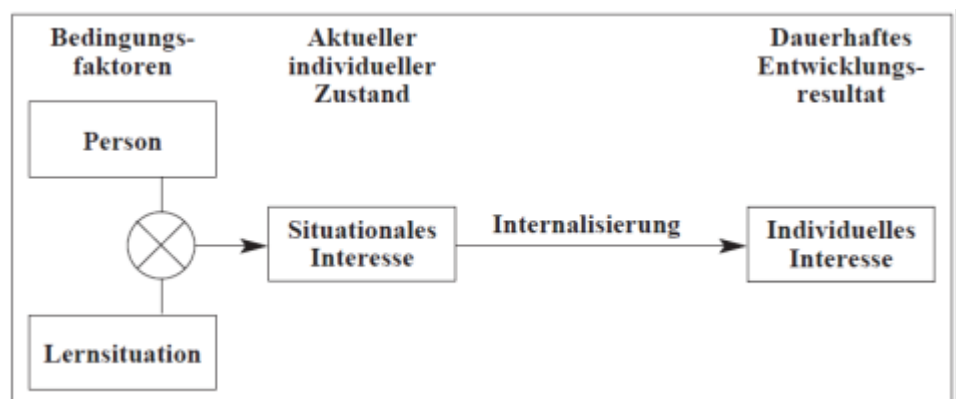 Bedingungs-
faktoren
Aktueller
individueller
Zustand
Dauerhaftes
Entwicklungs-
resultat
Person
Situationales
Interesse
Internalisierung
Individuelles
Interesse
Lernsituation